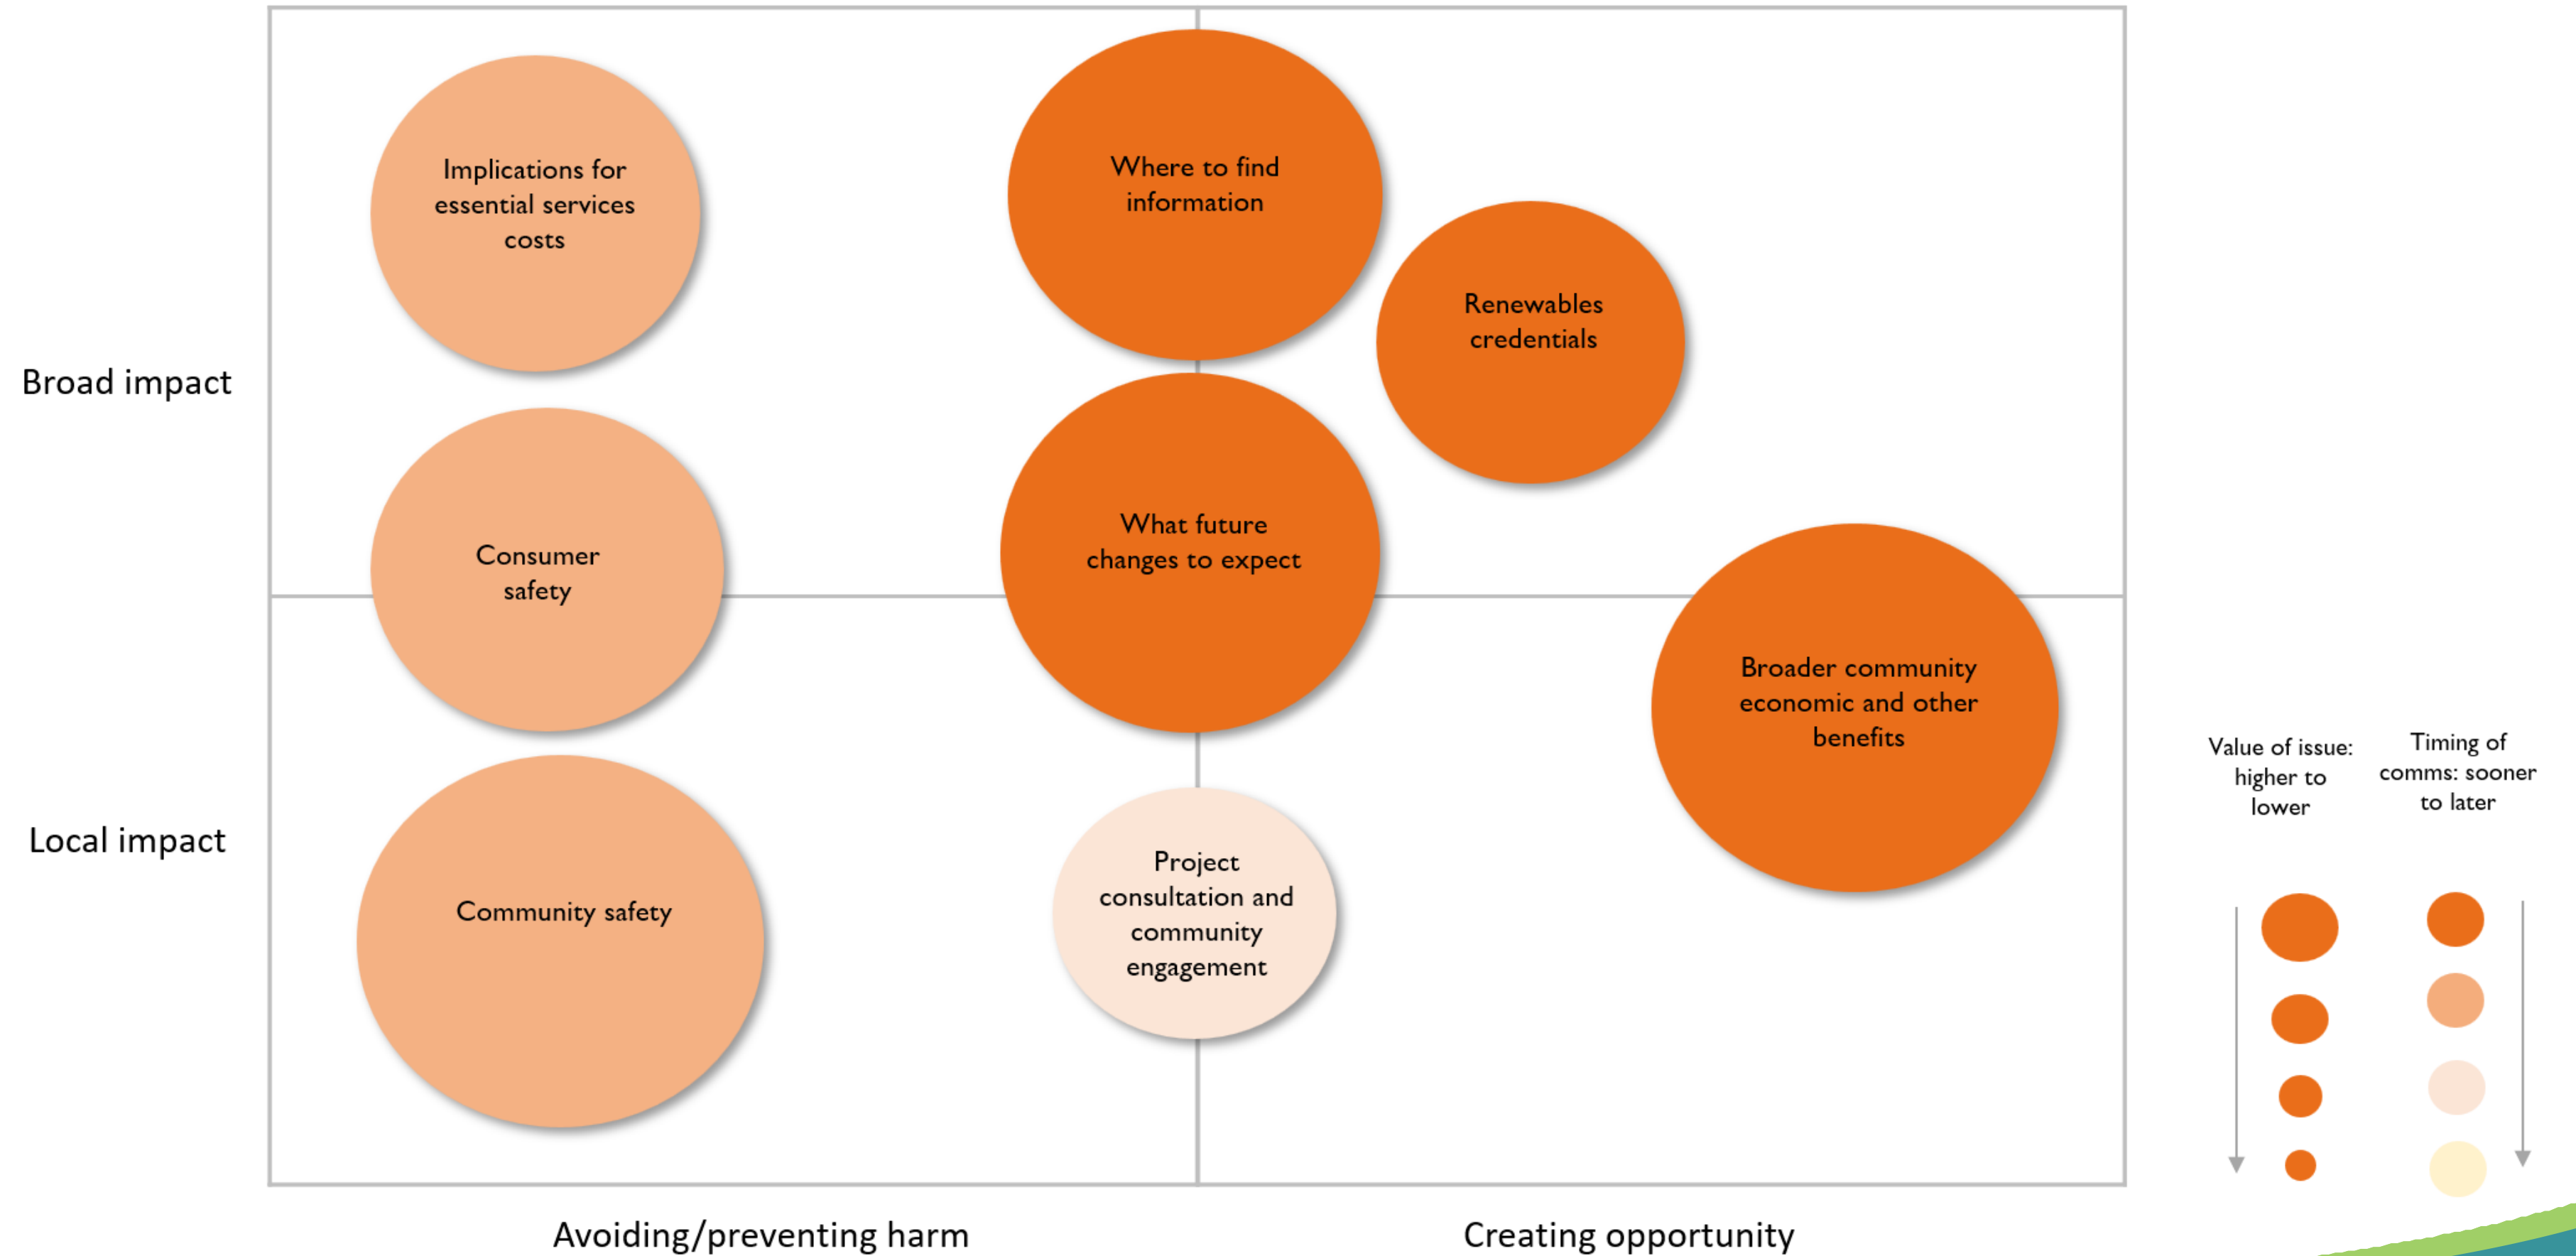 Implications for
essential services
costs
Where to find
information
Renewables
credentials
Broad impact
What future
changes to expect
Consumer
safety
Broader community
economic and other
benefits
Local impact
Community safety
Project
consultation and
community
engagement
Value of issue:
higher to
lower
Timing of
comms: sooner
to later
Avoiding/preventing harm
Creating opportunity